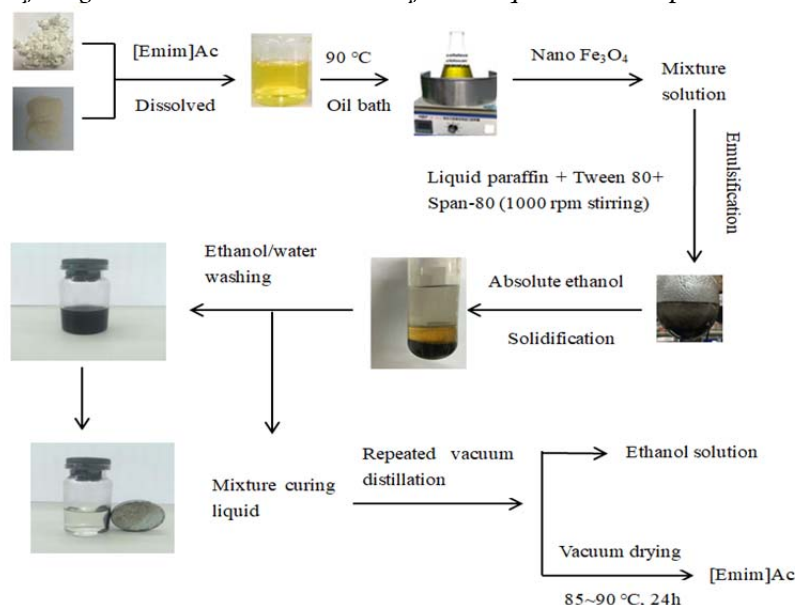 [Emim]Ac
Dissolved
90 °C
Oil bath
Nano Fe₃O₄
Mixture
solution
Emulsification
Liquid paraffin + Tween 80+
Span-80 (1000 rpm stirring)
Absolute ethanol
Solidification
Ethanol/water
washing
Mixture curing
liquid
Repeated vacuum
distillation
Ethanol solution
Vacuum drying
85~90 °C, 24h
[Emim]Ac